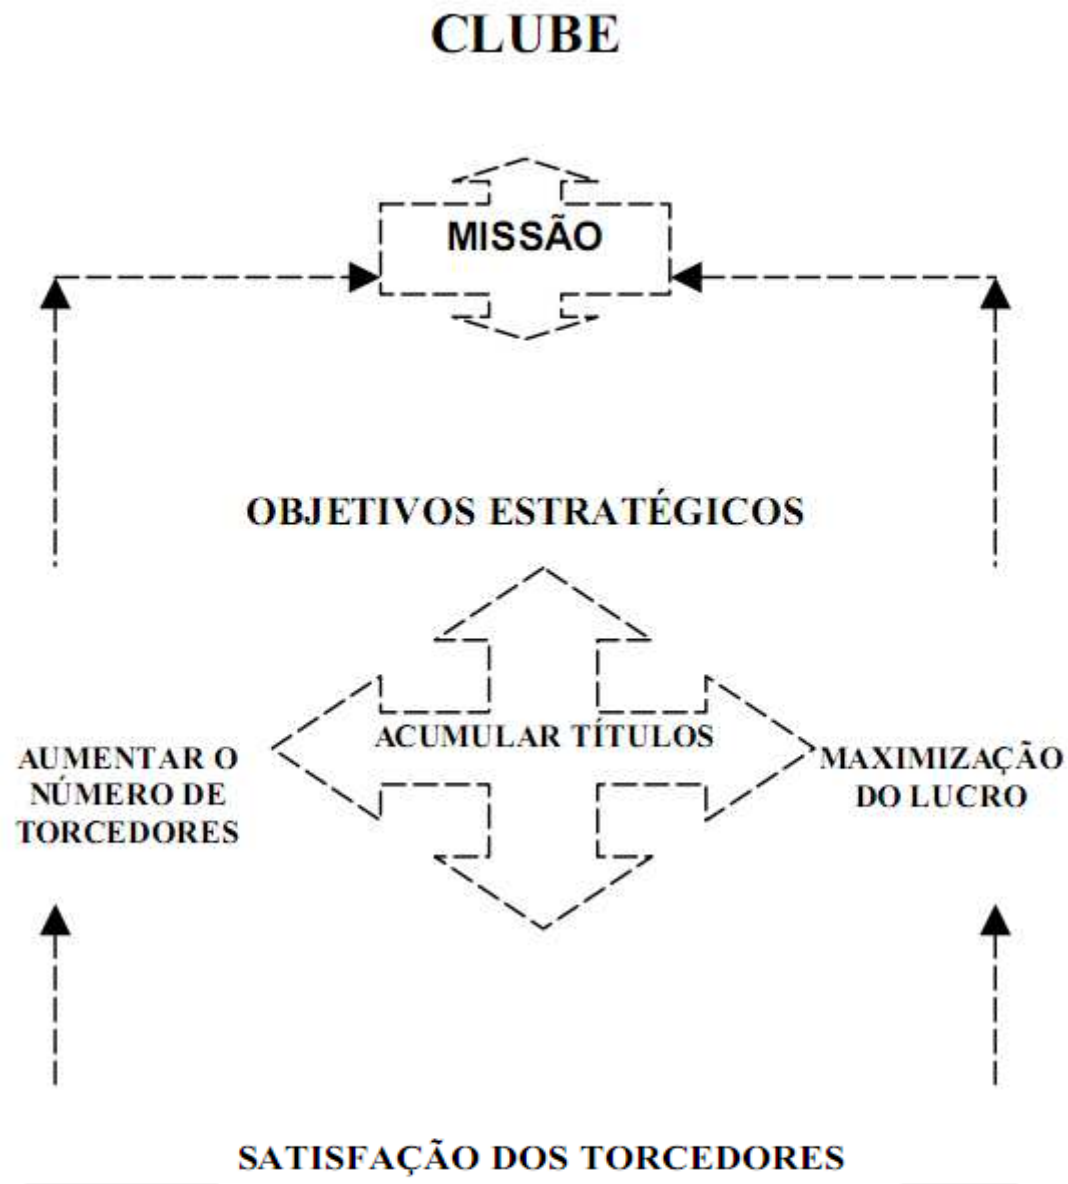 CLUBE
MISSÃO
OBJETIVOS ESTRATÉGICOS
ACUMULAR TÍTULOS
AUMENTAR O
NÚMERO DE
TORCEDORES
MAXIMIZAÇÃO
DO LUCRO
SATISFAÇÃO DOS TORCEDORES